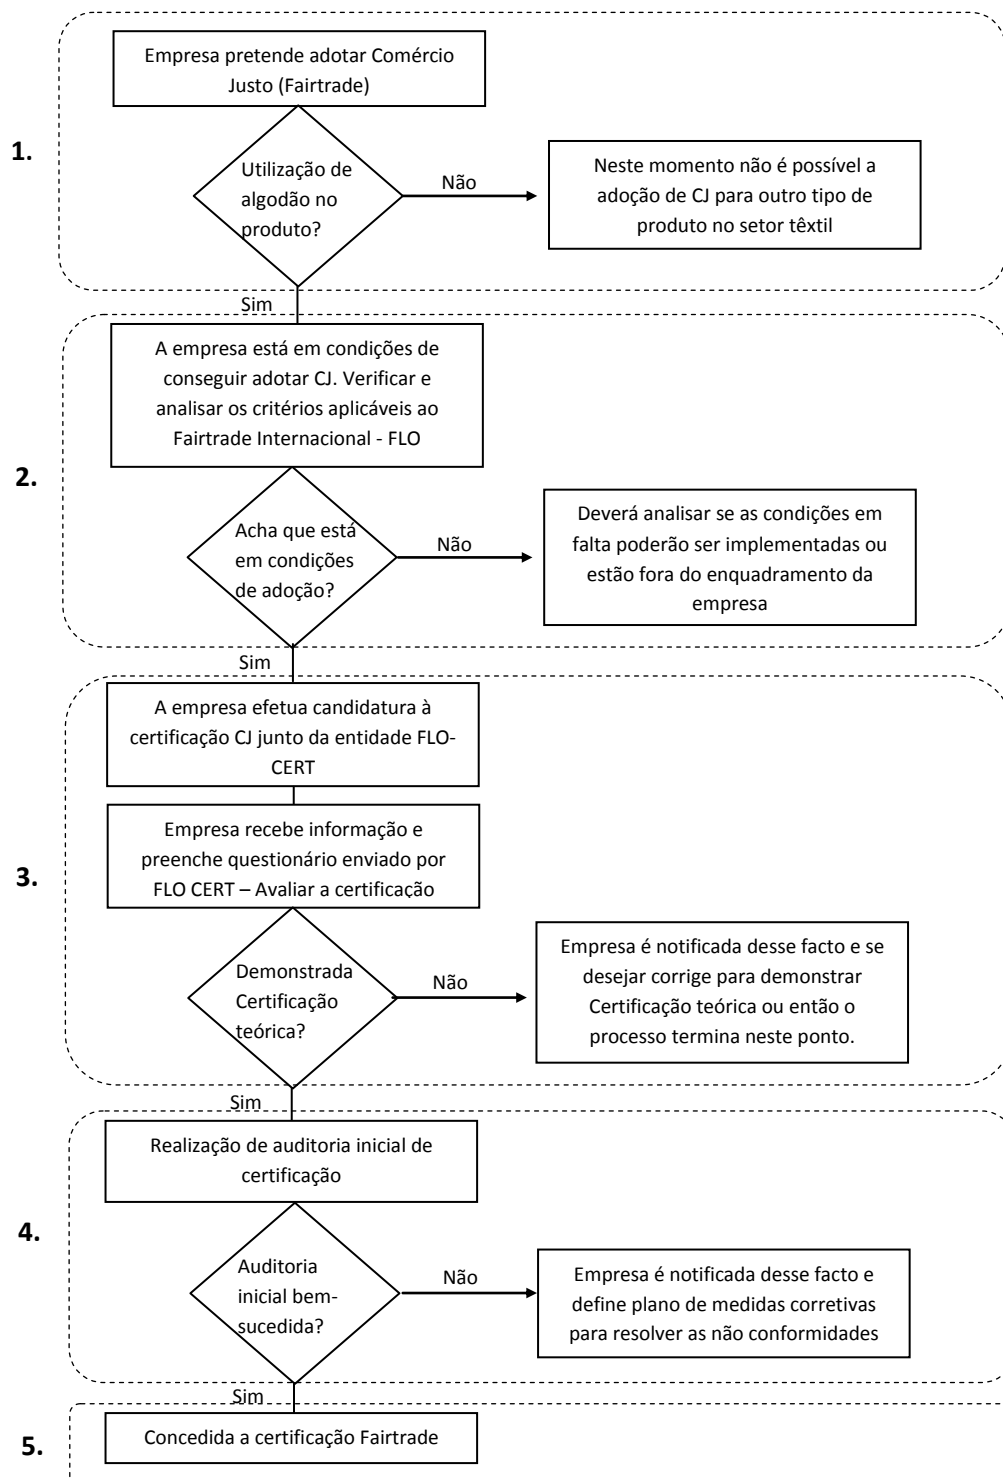 Empresa pretende adotar Comércio
Justo (Fairtrade)
1.
Utilização de
algodão no
produto?
Não
Neste momento não é possível a
adoção de CJ para outro tipo de
produto no setor têxtil
Sim
A empresa está em condições de
conseguir adotar CJ. Verificar e
analisar os critérios aplicáveis ao
Fairtrade Internacional - FLO
2.
Acha que está
em condições
de adoção?
Não
Deverá analisar se as condições em
falta poderão ser implementadas ou
estão fora do enquadramento da
empresa
Sim
A empresa efetua candidatura à
certificação CJ junto da entidade FLO-
CERT
Empresa recebe informação e
preenche questionário enviado por
FLO CERT – Avaliar a certificação
3.
Demonstrada
Certificação
teórica?
Não
Empresa é notificada desse facto e se
desejar corrige para demonstrar
Certificação teórica ou então o
processo termina neste ponto.
Sim
Realização de auditoria inicial de
certificação
4.
Auditoria
inicial bem-
sucedida?
Não
Empresa é notificada desse facto e
define plano de medidas corretivas
para resolver as não conformidades
Sim
5.
Concedida a certificação Fairtrade